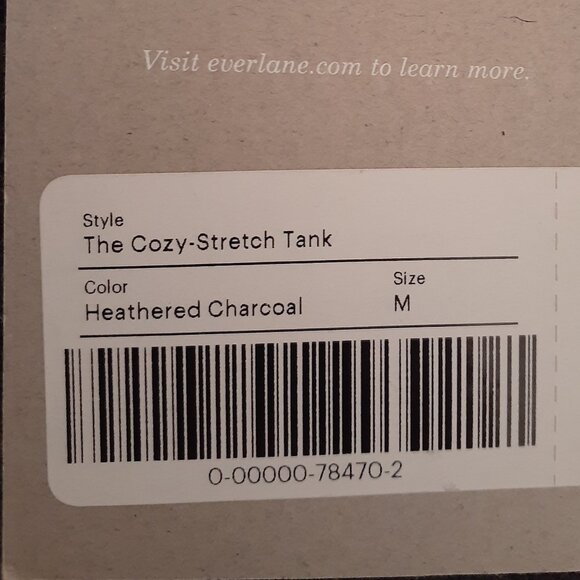 Visit everlane.com to learn more.
Style
The Cozy-Stretch Tank
Color
Size
Heathered Charcoal
M
0-00000-78470-2